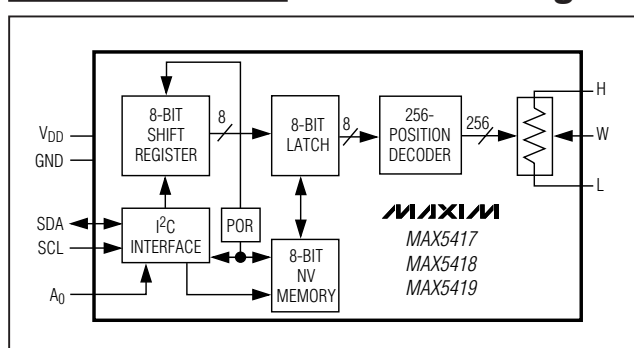 8-BIT
SHIFT
REGISTER
8
8-BIT
LATCH
8
256-
POSITION
DECODER
256
H
W
L
VDD
GND
SDA
SCL
A0
I2C
INTERFACE
POR
8-BIT
NV
MEMORY
MAXIM
MAX5417
MAX5418
MAX5419